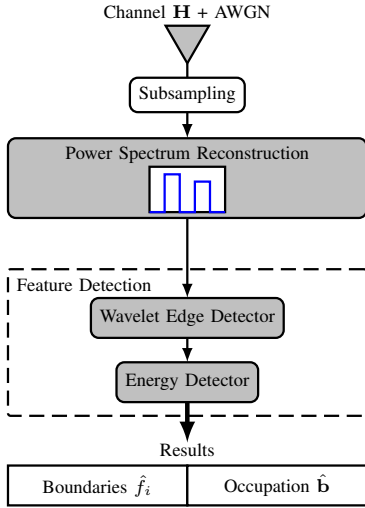 Channel H + AWGN
Subsampling
Power Spectrum Reconstruction
Feature Detection
Wavelet Edge Detector
Energy Detector
Results
Boundaries f̂ᵢ
Occupation b̂